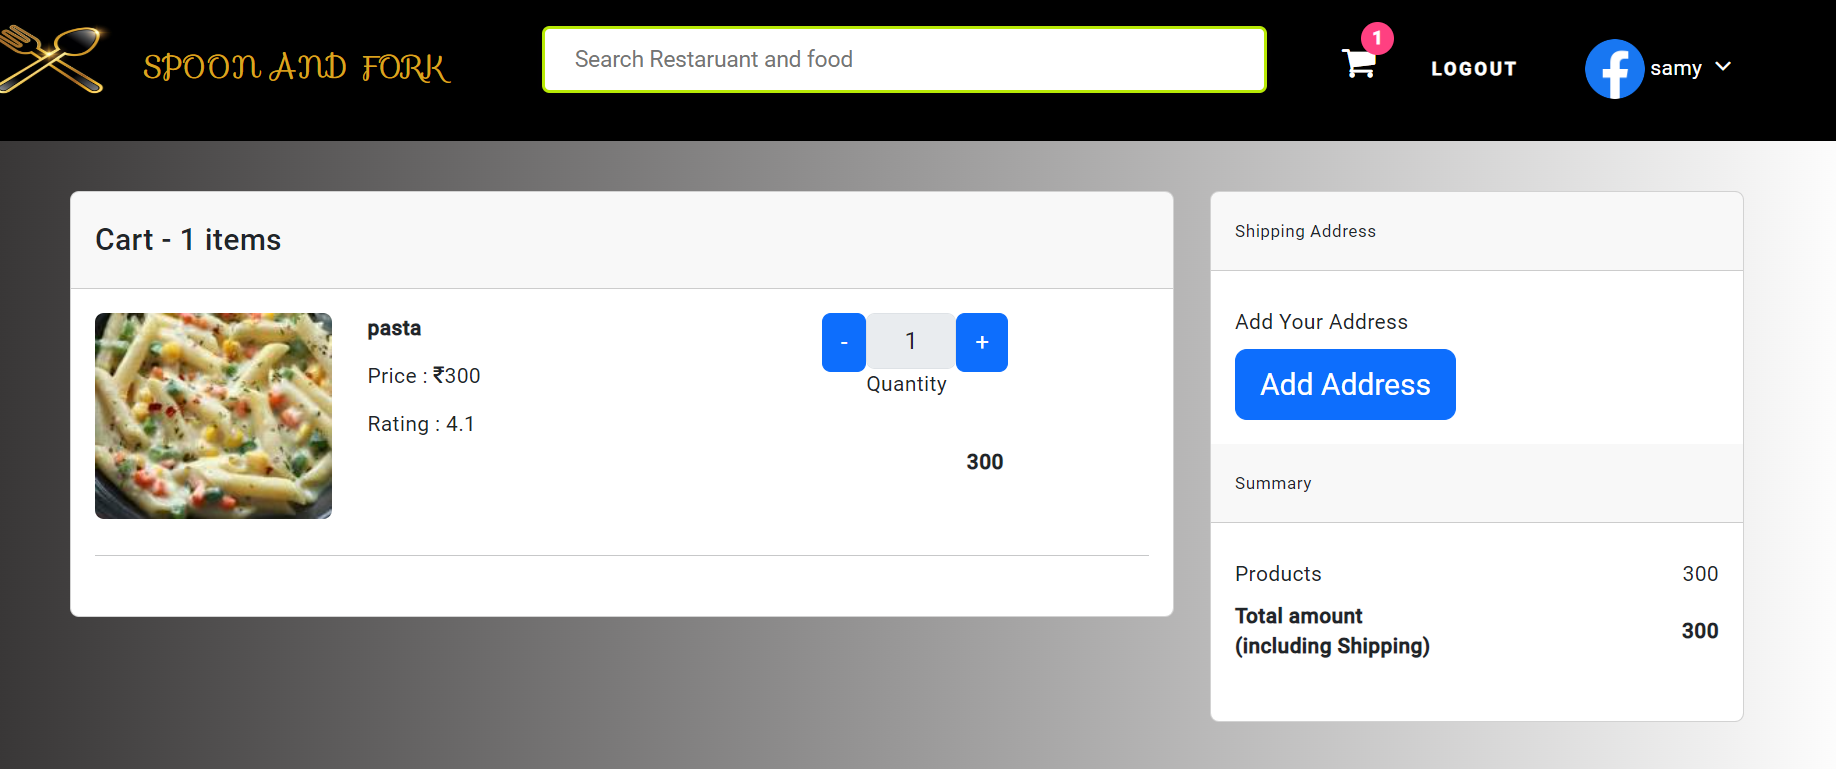 SPOON AND FORK
Search Restaruant and food
1
LOGOUT
samy
Cart - 1 items
pasta
Price : ₹300
Rating : 4.1
- 1 +
Quantity
300
Shipping Address
Add Your Address
Add Address
Summary
Products 300
Total amount
(including Shipping) 300